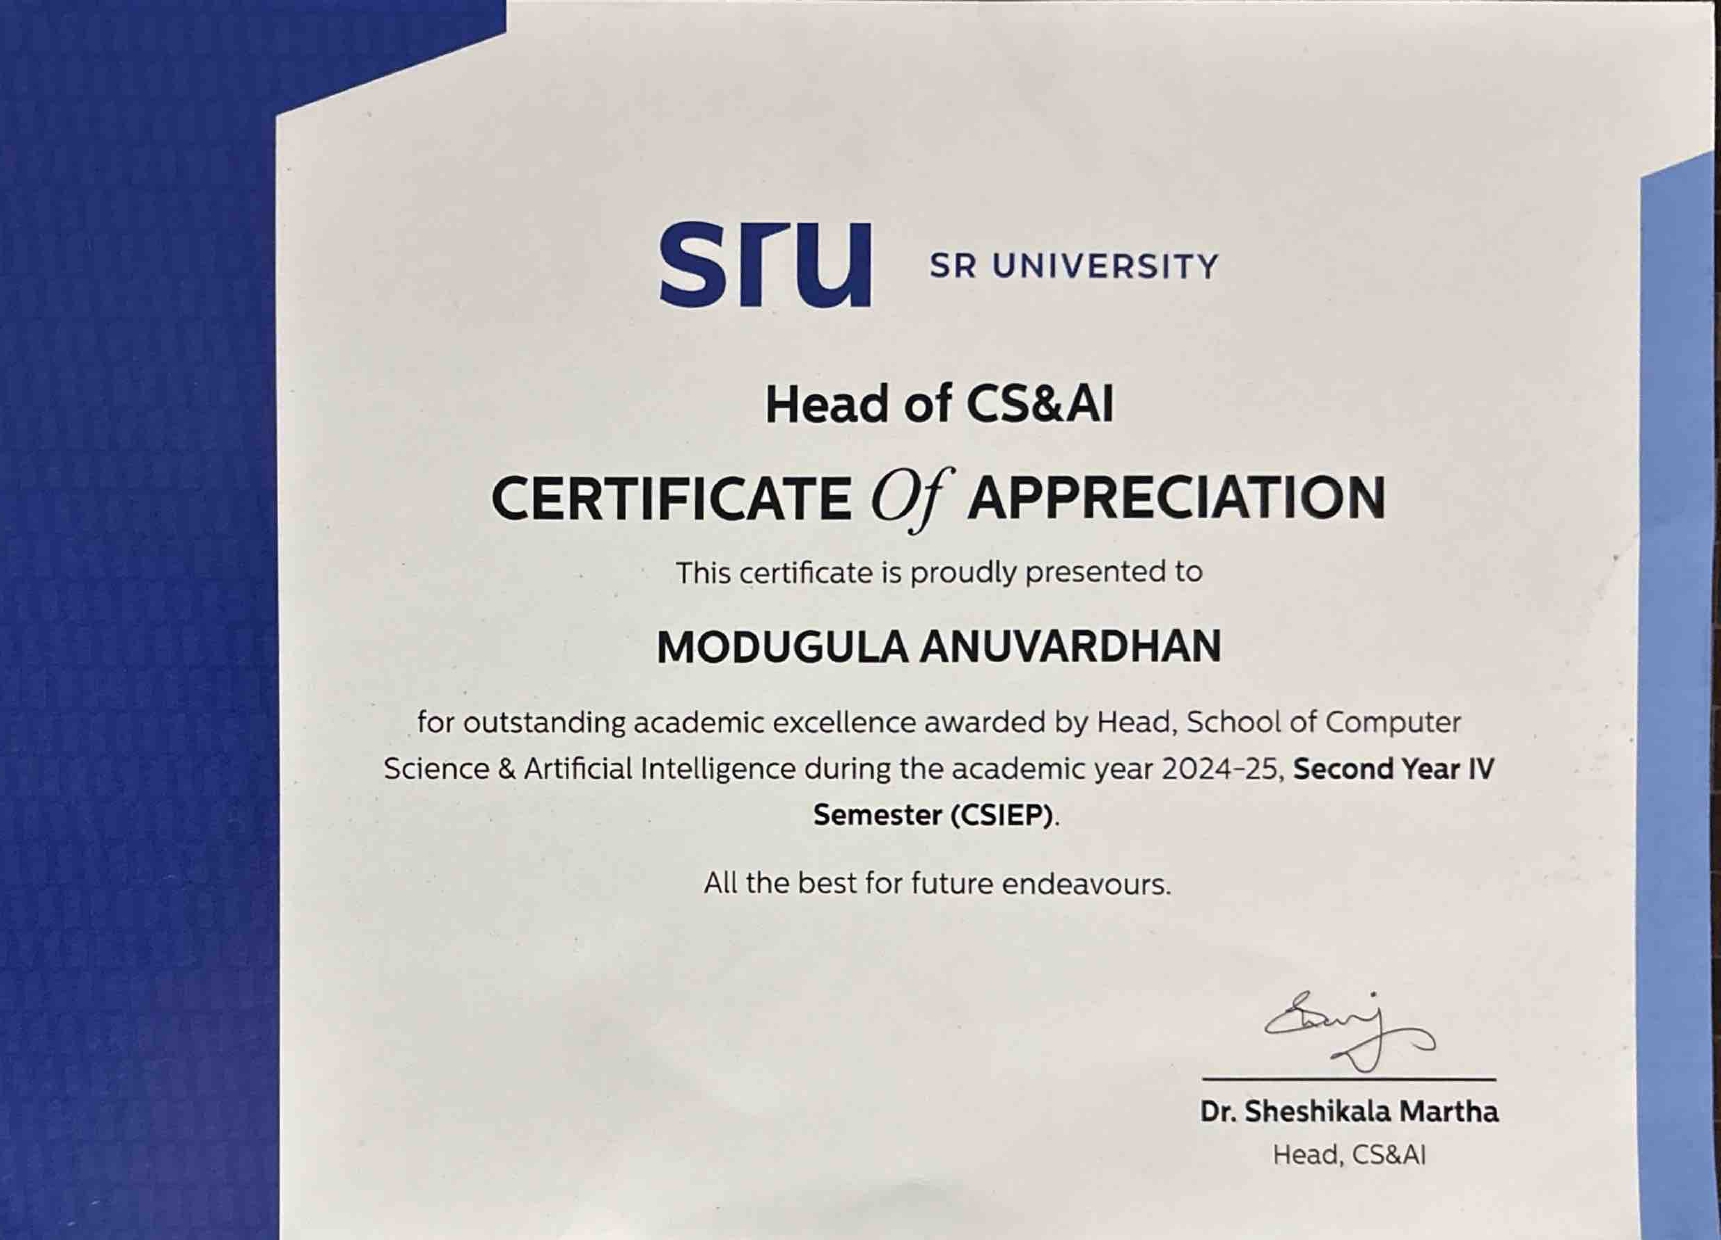 sru SR UNIVERSITY
Head of CS&AI
CERTIFICATE Of APPRECIATION
This certificate is proudly presented to
MODUGULA ANUVARDHAN
for outstanding academic excellence awarded by Head, School of Computer
Science & Artificial Intelligence during the academic year 2024-25, Second Year IV
Semester (CSIEP).
All the best for future endeavours.
Dr. Sheshikala Martha
Head, CS&AI